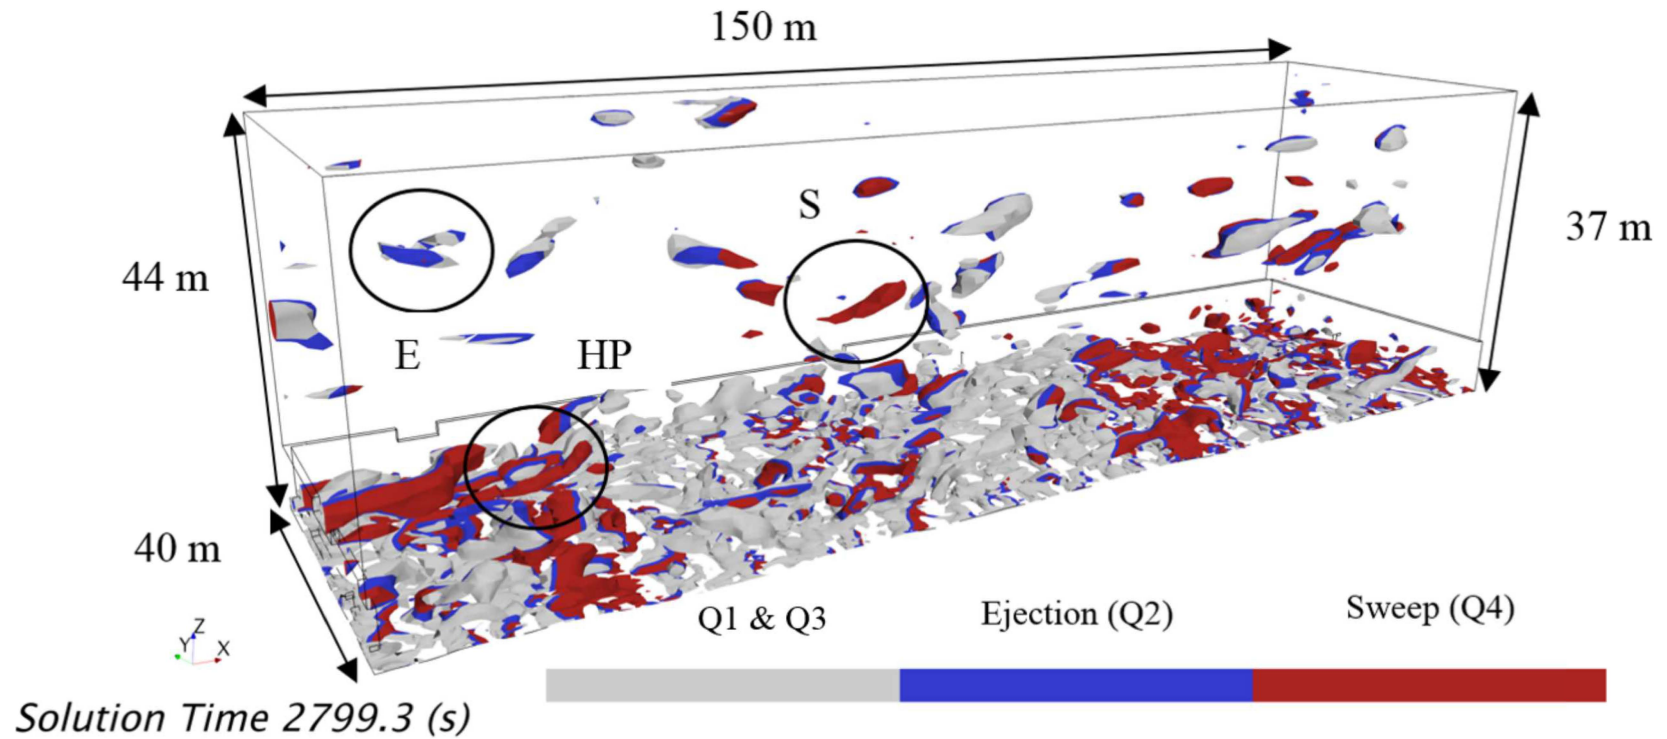 150 m
S
37 m
44 m
E
HP
40 m
Q1 & Q3
Ejection (Q2)
Sweep (Q4)
Z
Y
X
Solution Time 2799.3 (s)